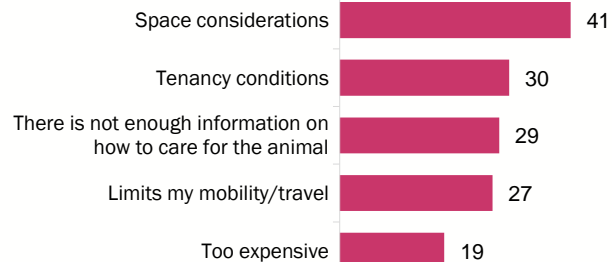 Space considerations 41
Tenancy conditions 30
There is not enough information on
how to care for the animal 29
Limits my mobility/travel 27
Too expensive 19